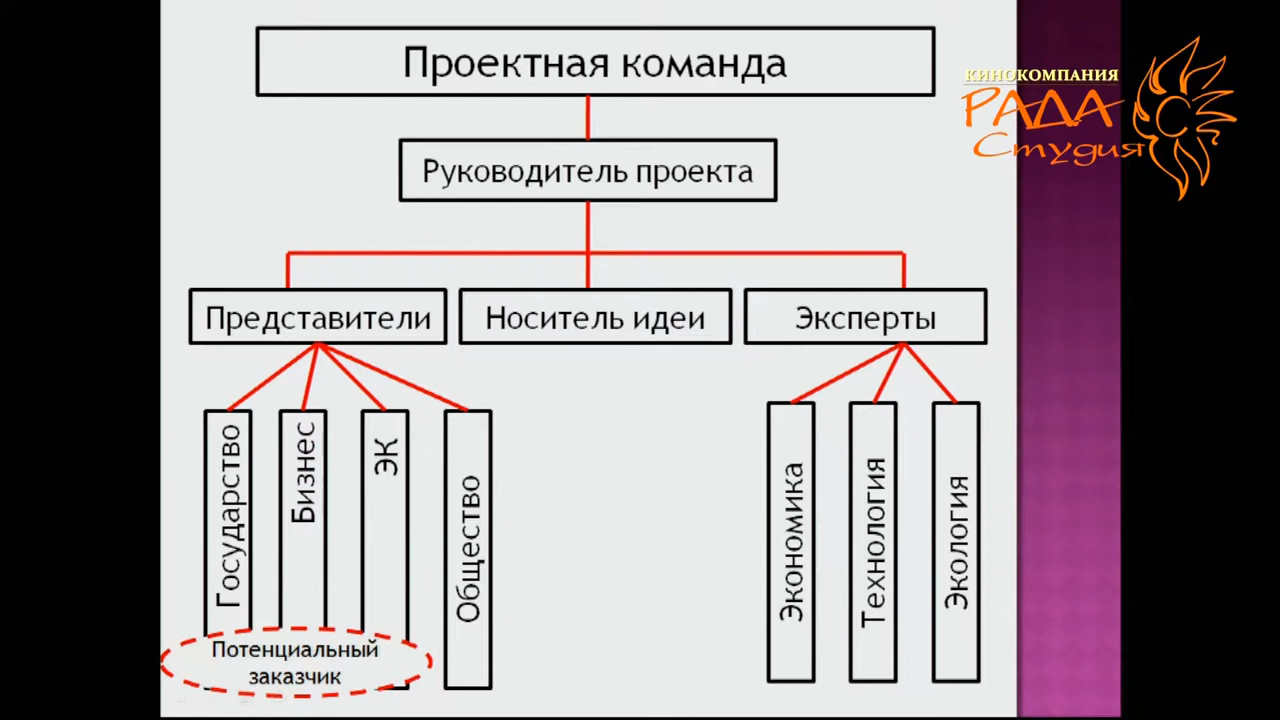 Проектная команда
КИНОКОМПАНИЯ
РАДА
Студия
Руководитель проекта
Представители
Носитель идеи
Эксперты
Государство
Бизнес
ЭК
Общество
Экономика
Технология
Экология
Потенциальный
заказчик